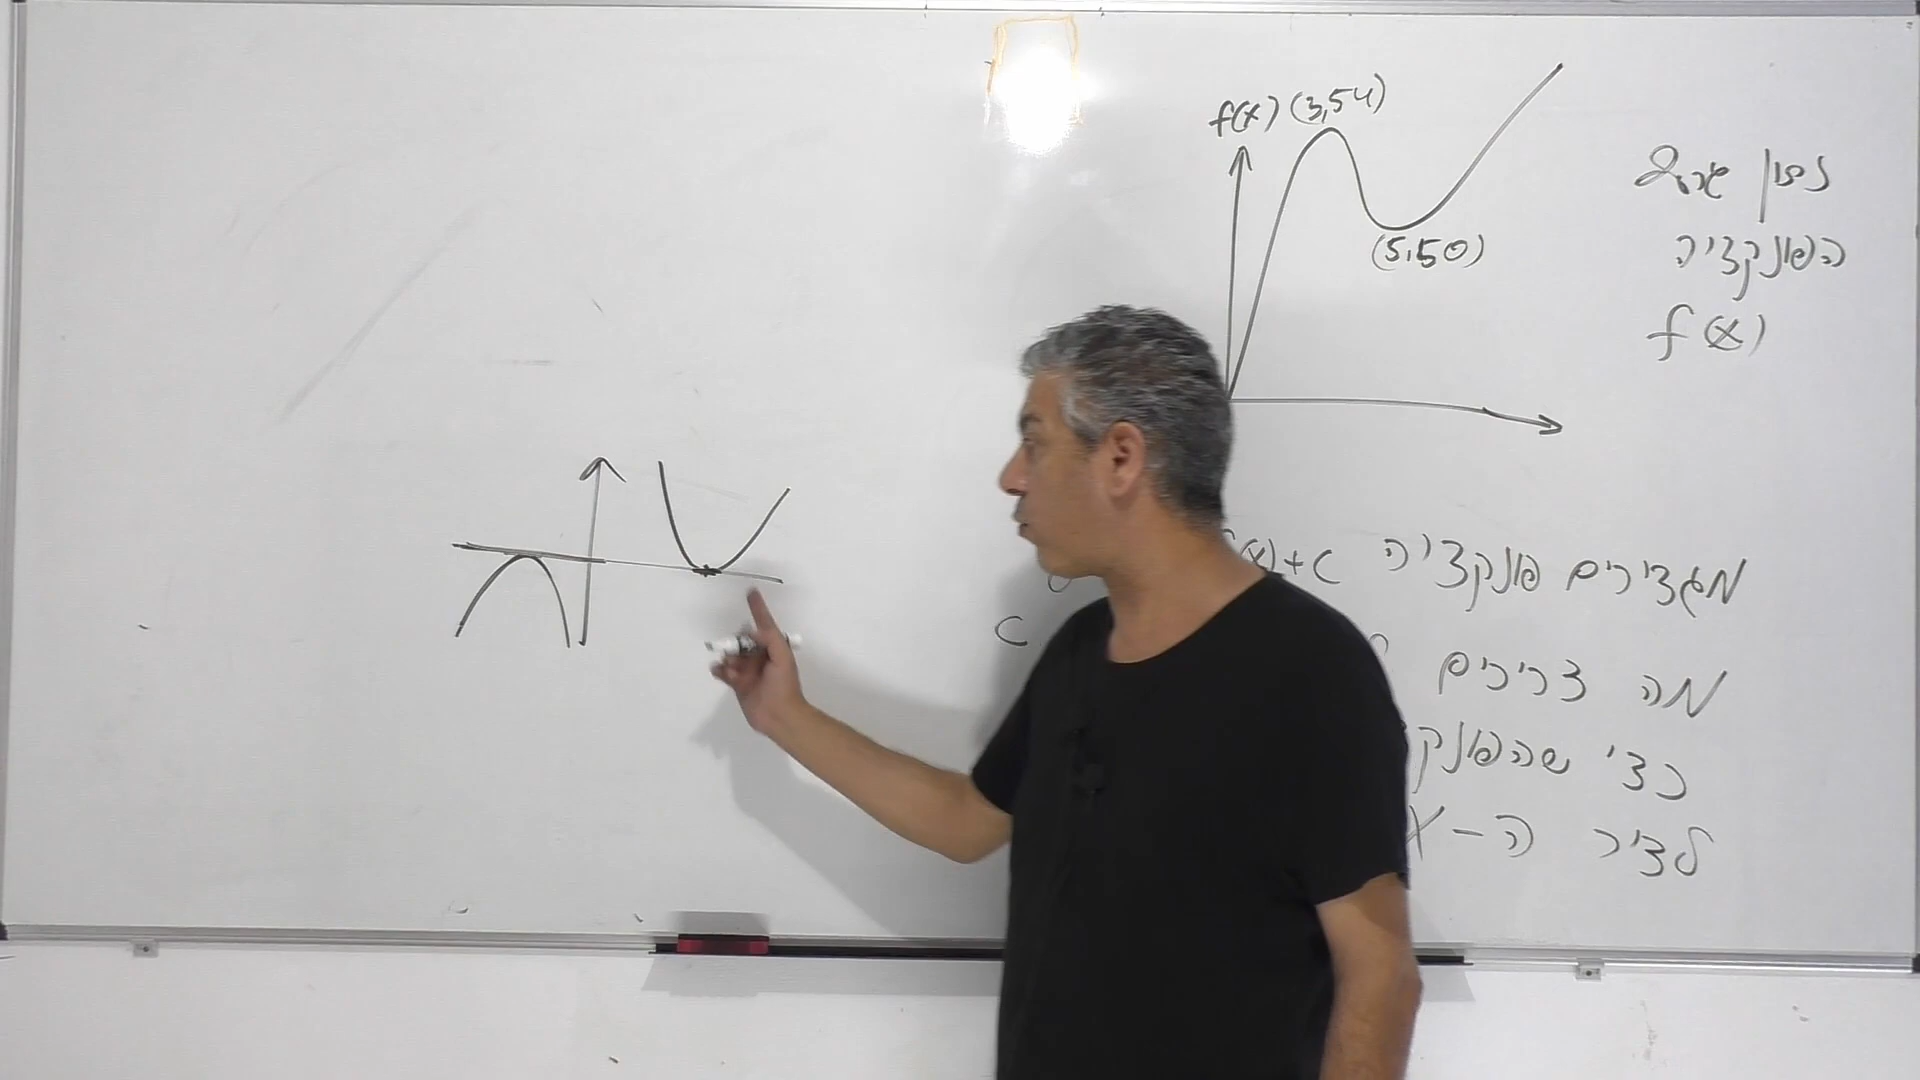 f(x) (3,54)
(5,50)
נתון גרף
הפונקציה
f(x)
מגדירים פונקציה (x)+c
c
מה צריכים
כדי שהפונק
לציר ה-x